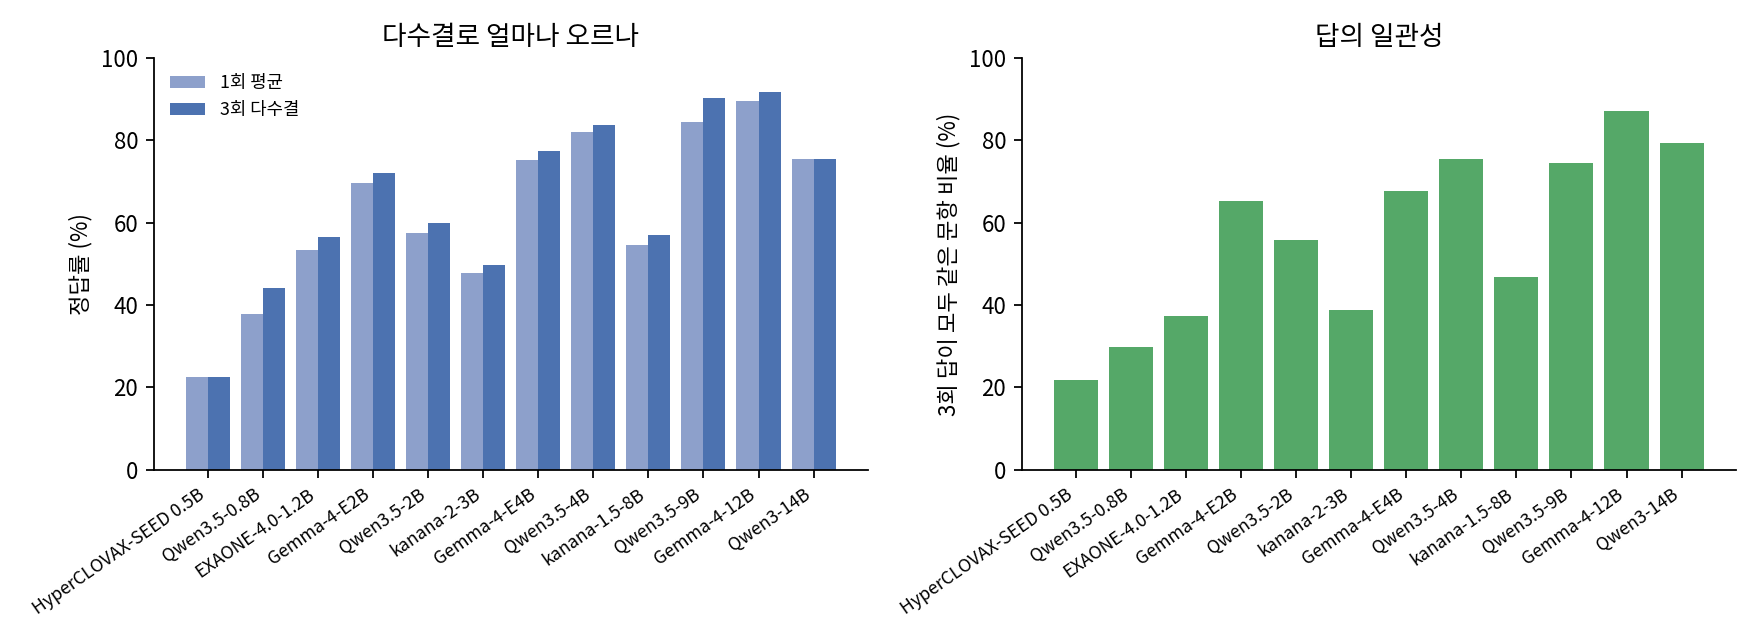 다수결로 얼마나 오르나
1회 평균
3회 다수결
정답률 (%)
100
80
60
40
20
0
HyperCLOVAX-SEED 0.5B
Qwen3.5-0.8B
EXAONE-4.0-1.2B
Gemma-4-E2B
Qwen3.5-2B
kanana-2-3B
Gemma-4-E4B
Qwen3.5-4B
kanana-1.5-8B
Qwen3.5-9B
Gemma-4-12B
Qwen3-14B
답의 일관성
3회 답이 모두 같은 문항 비율 (%)
100
80
60
40
20
0
HyperCLOVAX-SEED 0.5B
Qwen3.5-0.8B
EXAONE-4.0-1.2B
Gemma-4-E2B
Qwen3.5-2B
kanana-2-3B
Gemma-4-E4B
Qwen3.5-4B
kanana-1.5-8B
Qwen3.5-9B
Gemma-4-12B
Qwen3-14B